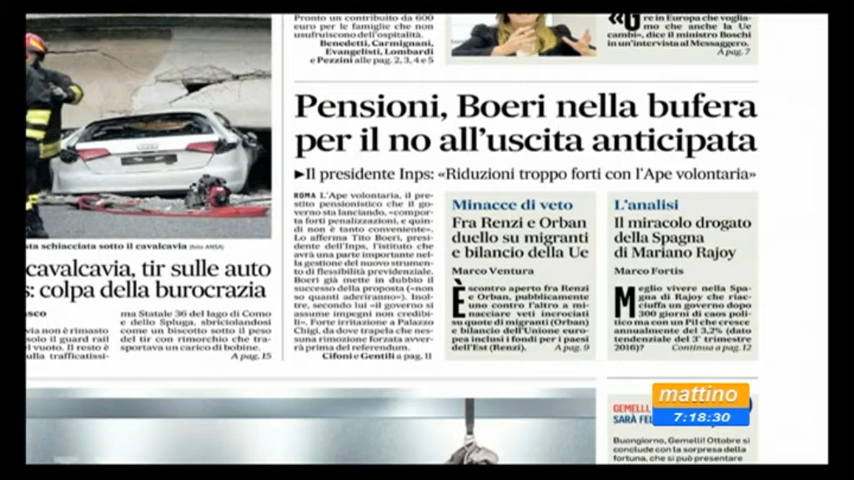 Pronto un contributo da 600
euro per le famiglie che non
usufruiscono dell'ospitalità.
Benedetti, Carmignani,
Evangelisti, Lombardi
e Pezzini alle pag. 2, 3, 4 e 5
re in Europa che voglia-
mo che anche la Ue
cambi», dice il ministro Boschi
in un'intervista al Messaggero.
A pag. 7
Pensioni, Boeri nella bufera
per il no all'uscita anticipata
►Il presidente Inps: «Riduzioni troppo forti con l'Ape volontaria»
ROMA L'Ape volontaria, il pre-
stito pensionistico che il go-
verno sta lanciando, «compor-
ta forti penalizzazioni, e quin-
di non è tanto conveniente».
Lo afferma Tito Boeri, presi-
dente dell'Inps, l'istituto che
avrà una parte importante nel-
la gestione del nuovo strumen-
to di flessibilità previdenziale.
Boeri già mette in dubbio il
successo della proposta («non
so quanti aderiranno»). Inol-
tre, secondo lui «il governo si
assume impegni non credibi-
li». Forte irritazione a Palazzo
Chigi, da dove trapela che nes-
suna rimozione forzata avver-
rà prima del referendum.
Cifoni e Gentili a pag. 11
Minacce di veto
Fra Renzi e Orban
duello su migranti
e bilancio della Ue
Marco Ventura
È scontro aperto fra Renzi
e Orban, pubblicamente
uno contro l'altro a mi-
nacciare veti incrociati
su quote di migranti (Orban)
e bilancio dell'Unione euro-
pea inclusi i fondi per i paesi
dell'Est (Renzi). A pag. 9
L'analisi
Il miracolo drogato
della Spagna
di Mariano Rajoy
Marco Fortis
Meglio vivere nella Spa-
gna di Rajoy che riac-
ciuffa un governo dopo
300 giorni di caos poli-
tico ma con un Pil che cresce
annualmente del 3,2% (dato
tendenziale del 3° trimestre
2016)? Continua a pag. 12
sta schiacciata sotto il cavalcavia (foto ANSA)
cavalcavia, tir sulle auto
: colpa della burocrazia
asco
via non è rimasto
solo il guard rail
el vuoto. Il resto è
sulla trafficatissi-
ma Statale 36 del lago di Como
e dello Spluga, sbriciolandosi
come un biscotto sotto il peso
del tir con rimorchio che tra-
sportava un carico di bobine.
A pag. 15
mattino
7:18:30
GEMELLI,
SARÀ FEL
Buongiorno, Gemelli! Ottobre si
conclude con la sorpresa della
fortuna, che si può presentare